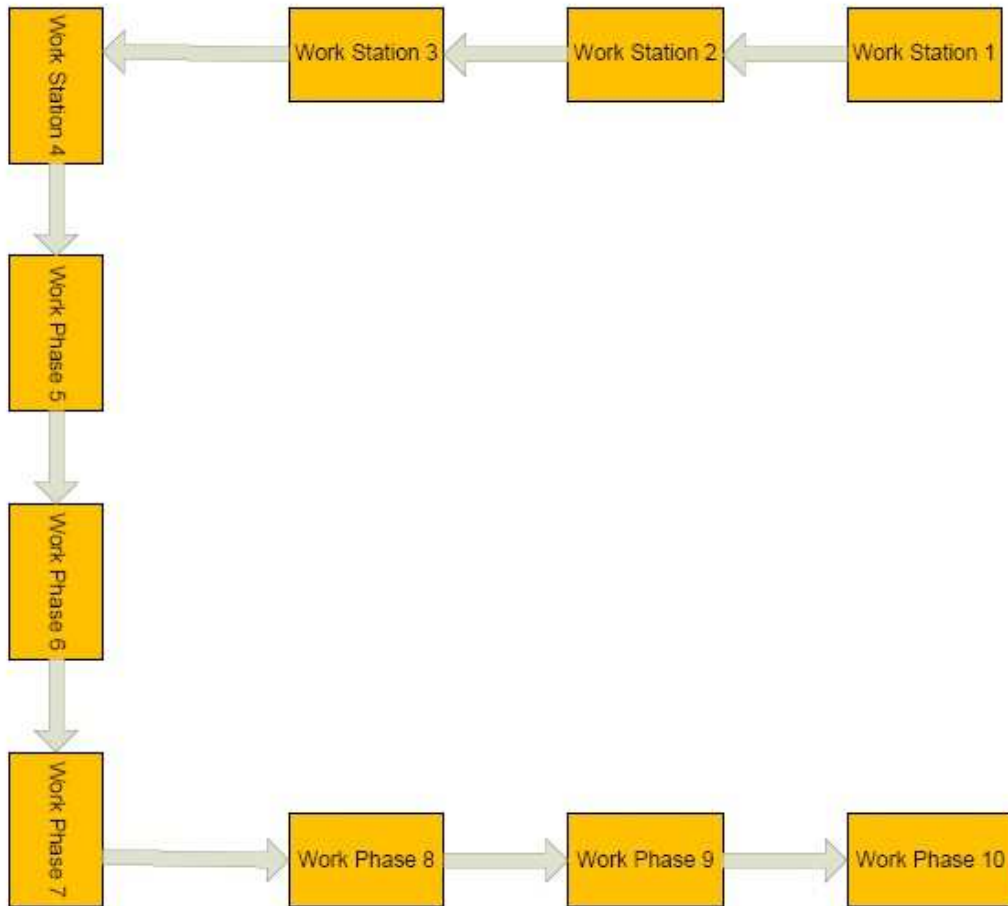 Work Station 1
Work Station 2
Work Station 3
Work Station 4
Work Phase 5
Work Phase 6
Work Phase 7
Work Phase 8
Work Phase 9
Work Phase 10